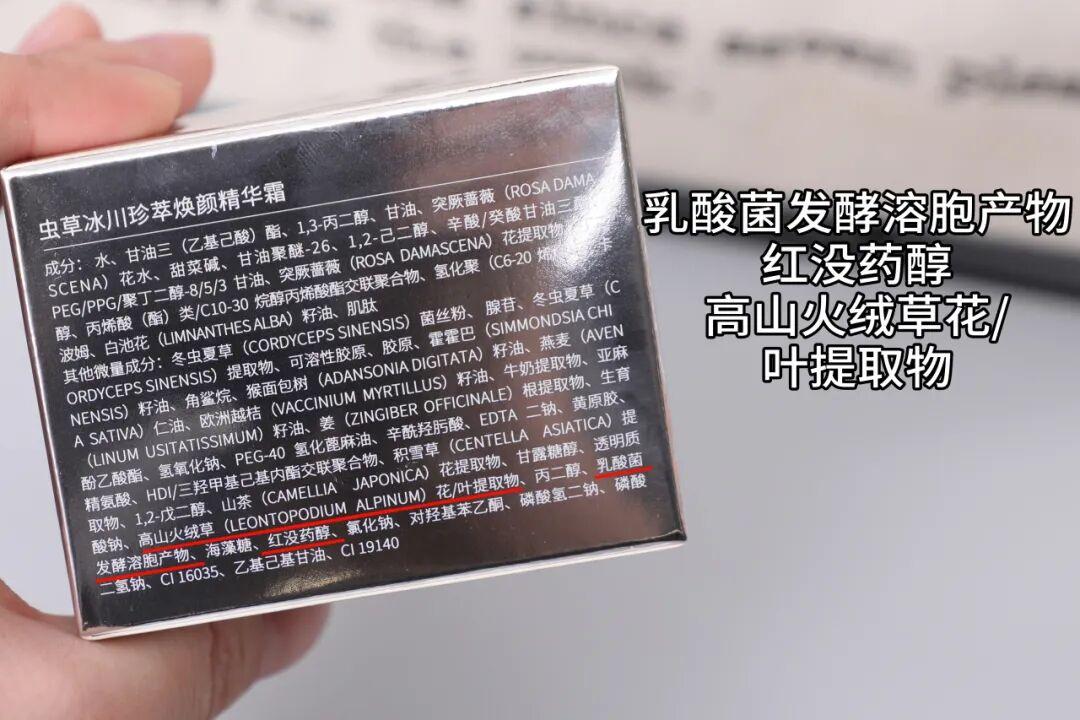 虫草冰川珍萃焕颜精华霜
成分：水、甘油三（乙基己酸）酯、1,3-丙二醇、甘油、突厥蔷薇（ROSA DAMA
SCENA）花水、甜菜碱、甘油聚醚-26、1,2-己二醇、辛酸/癸酸甘油三
PEG/PPG/聚丁二醇-8/5/3 甘油、突厥蔷薇（ROSA DAMASCENA）花提取物、卡
波姆、白池花（LIMNANTHES ALBA）籽油、肌肽
醇、丙烯酸（酯）类/C10-30 烷醇丙烯酸酯交联聚合物、氢化聚（C6-20 烯
其他微量成分：冬虫夏草（CORDYCEPS SINENSIS）菌丝粉、腺苷、冬虫夏草（C
ORDYCEPS SINENSIS）提取物、可溶性胶原、胶原、霍霍巴（SIMMONDSIA CHI
NENSIS）籽油、角鲨烷、猴面包树（ADANSONIA DIGITATA）籽油、燕麦（AVEN
A SATIVA）仁油、欧洲越桔（VACCINIUM MYRTILLUS）籽油、牛奶提取物、亚麻
（LINUM USITATISSIMUM）籽油、姜（ZINGIBER OFFICINALE）根提取物、生育
酚乙酸酯、氢氧化钠、PEG-40 氢化蓖麻油、辛酰羟肟酸、EDTA 二钠、黄原胶、
精氨酸、HDI/三羟甲基己基内酯交联聚合物、积雪草（CENTELLA ASIATICA）提
取物、1,2-戊二醇、山茶（CAMELLIA JAPONICA）花提取物、甘露糖醇、透明质
酸钠、高山火绒草（LEONTOPODIUM ALPINUM）花/叶提取物、丙二醇、乳酸菌
发酵溶胞产物、海藻糖、红没药醇、氯化钠、对羟基苯乙酮、磷酸氢二钠、磷酸
二氢钠、CI 16035、乙基己基甘油、CI 19140
乳酸菌发酵溶胞产物
红没药醇
高山火绒草花/
叶提取物